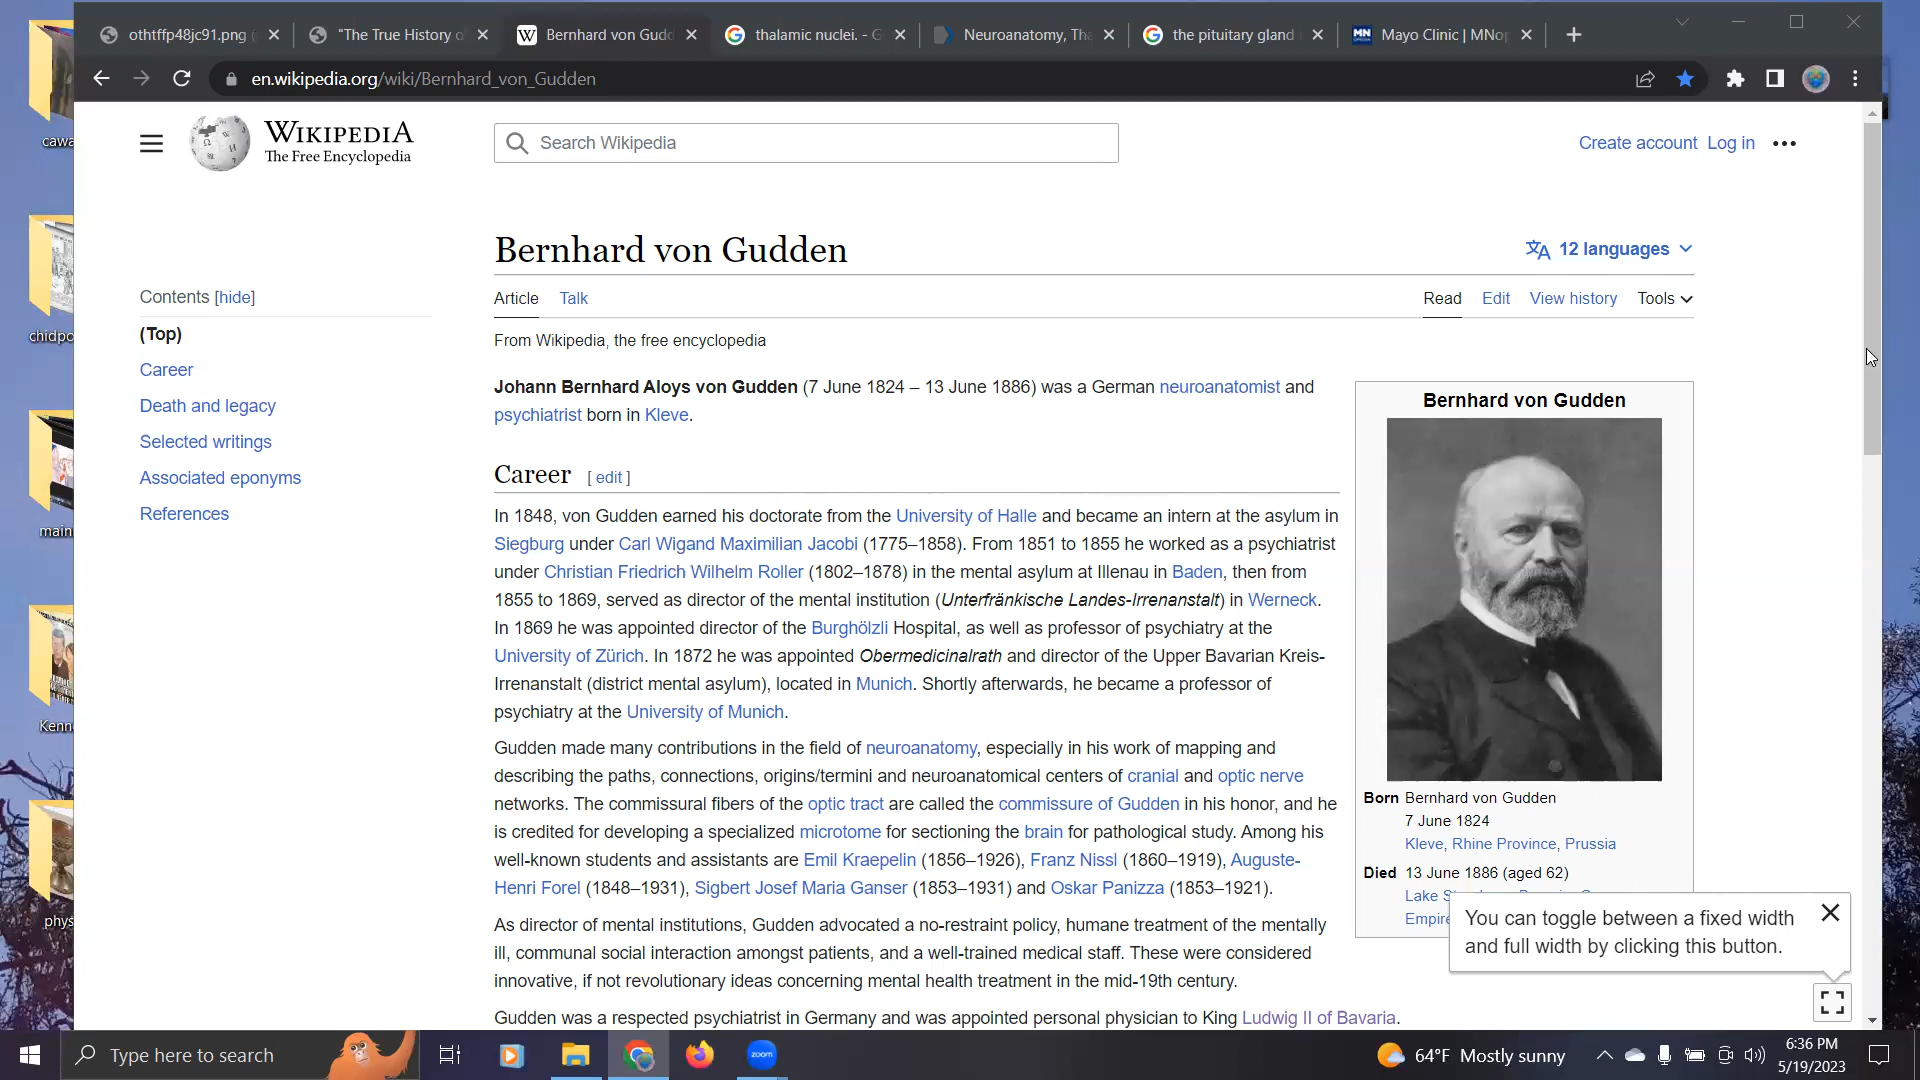 othtffp48jc91.png
"The True History o
Bernhard von Gudd
thalamic nuclei. - G
Neuroanatomy, Tha
the pituitary gland
Mayo Clinic | MNop
en.wikipedia.org/wiki/Bernhard_von_Gudden
cawa
chidpo
main
Kenn
phys
WIKIPEDIA
The Free Encyclopedia
Search Wikipedia
Create account Log in
Bernhard von Gudden
12 languages
Contents [hide]
(Top)
Career
Death and legacy
Selected writings
Associated eponyms
References
Article Talk
Read Edit View history Tools
From Wikipedia, the free encyclopedia
Johann Bernhard Aloys von Gudden (7 June 1824 – 13 June 1886) was a German neuroanatomist and
psychiatrist born in Kleve.
Career [ edit ]
In 1848, von Gudden earned his doctorate from the University of Halle and became an intern at the asylum in
Siegburg under Carl Wigand Maximilian Jacobi (1775–1858). From 1851 to 1855 he worked as a psychiatrist
under Christian Friedrich Wilhelm Roller (1802–1878) in the mental asylum at Illenau in Baden, then from
1855 to 1869, served as director of the mental institution (Unterfränkische Landes-Irrenanstalt) in Werneck.
In 1869 he was appointed director of the Burghölzli Hospital, as well as professor of psychiatry at the
University of Zürich. In 1872 he was appointed Obermedicinalrath and director of the Upper Bavarian Kreis-
Irrenanstalt (district mental asylum), located in Munich. Shortly afterwards, he became a professor of
psychiatry at the University of Munich.
Gudden made many contributions in the field of neuroanatomy, especially in his work of mapping and
describing the paths, connections, origins/termini and neuroanatomical centers of cranial and optic nerve
networks. The commissural fibers of the optic tract are called the commissure of Gudden in his honor, and he
is credited for developing a specialized microtome for sectioning the brain for pathological study. Among his
well-known students and assistants are Emil Kraepelin (1856–1926), Franz Nissl (1860–1919), Auguste-
Henri Forel (1848–1931), Sigbert Josef Maria Ganser (1853–1931) and Oskar Panizza (1853–1921).
As director of mental institutions, Gudden advocated a no-restraint policy, humane treatment of the mentally
ill, communal social interaction amongst patients, and a well-trained medical staff. These were considered
innovative, if not revolutionary ideas concerning mental health treatment in the mid-19th century.
Gudden was a respected psychiatrist in Germany and was appointed personal physician to King Ludwig II of Bavaria.
Bernhard von Gudden
Born Bernhard von Gudden
7 June 1824
Kleve, Rhine Province, Prussia
Died 13 June 1886 (aged 62)
Lake
Empire
You can toggle between a fixed width
and full width by clicking this button.
Type here to search
zoom
64°F Mostly sunny
6:36 PM
5/19/2023